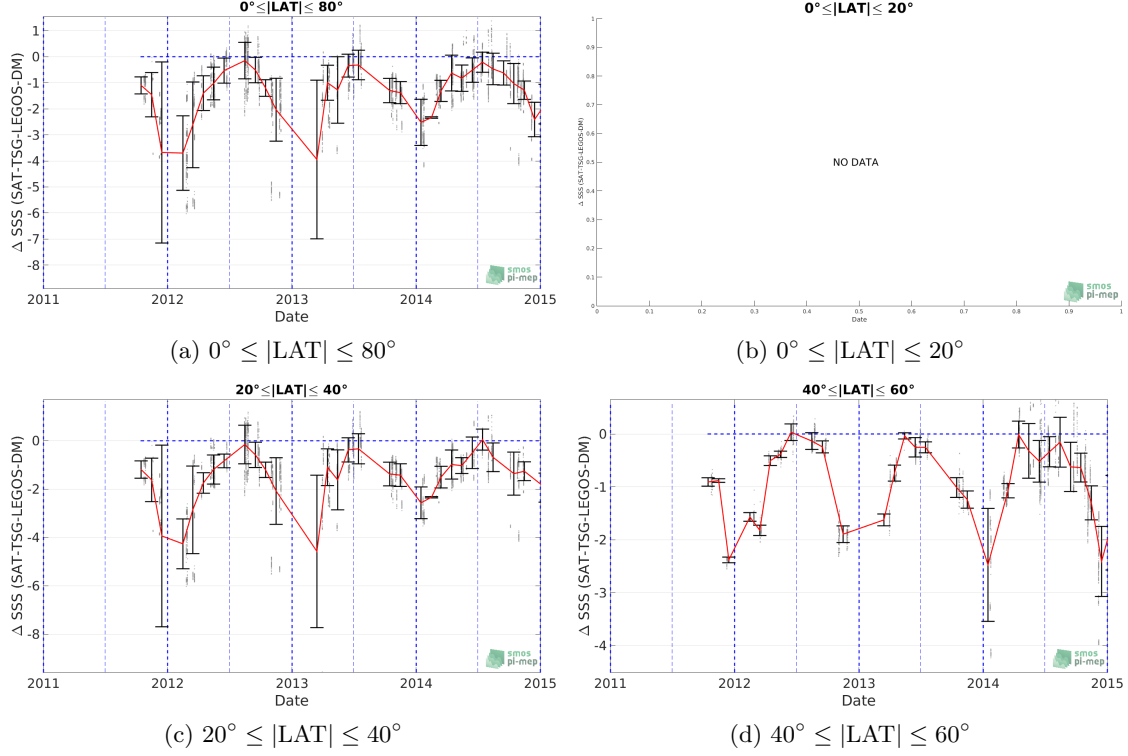 0°≤|LAT|≤ 80°
1
0
-1
-2
-3
-4
-5
-6
-7
-8
Δ SSS (SAT-TSG-LEGOS-DM)
2011 2012 2013 2014 2015
Date
smos
pi-mep
(a) 0° ≤ |LAT| ≤ 80°
0°≤|LAT|≤ 20°
1
0.9
0.8
0.7
0.6
0.5
0.4
0.3
0.2
0.1
0
Δ SSS (SAT-TSG-LEGOS-DM)
NO DATA
0 0.1 0.2 0.3 0.4 0.5 0.6 0.7 0.8 0.9 1
Date
smos
pi-mep
(b) 0° ≤ |LAT| ≤ 20°
20°≤|LAT|≤ 40°
0
-2
-4
-6
-8
Δ SSS (SAT-TSG-LEGOS-DM)
2011 2012 2013 2014 2015
Date
smos
pi-mep
(c) 20° ≤ |LAT| ≤ 40°
40°≤|LAT|≤ 60°
0
-1
-2
-3
-4
Δ SSS (SAT-TSG-LEGOS-DM)
2011 2012 2013 2014 2015
Date
smos
pi-mep
(d) 40° ≤ |LAT| ≤ 60°